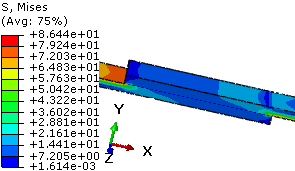 S, Mises
(Avg: 75%)
+8.644e+01
+7.924e+01
+7.203e+01
+6.483e+01
+5.763e+01
+5.042e+01
+4.322e+01
+3.602e+01
+2.881e+01
+2.161e+01
+1.441e+01
+7.205e+00
+1.614e-03
Y
X
Z